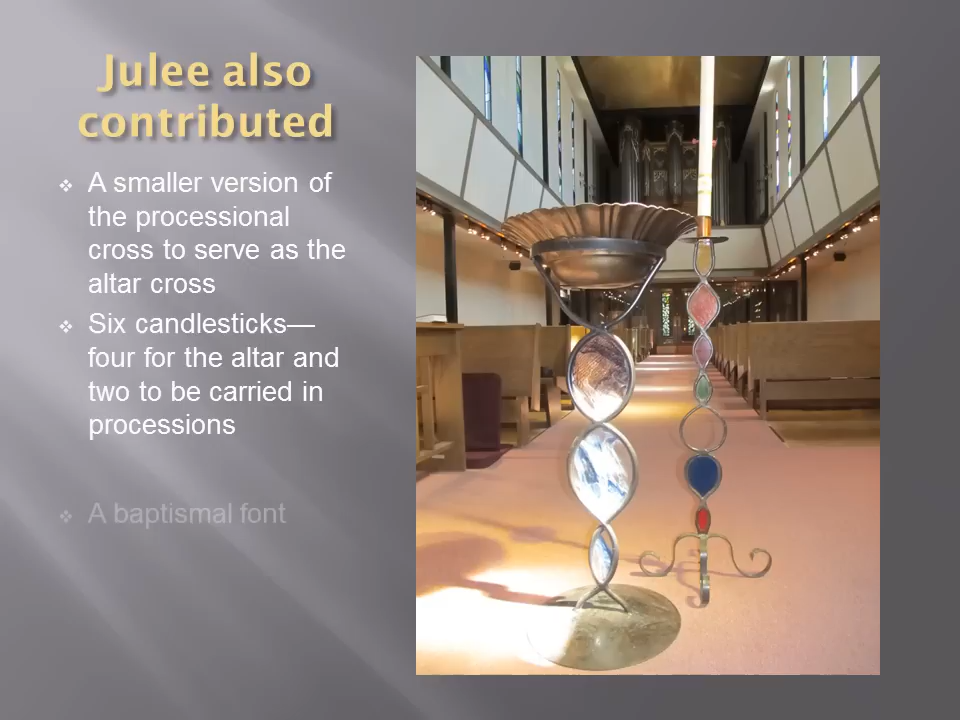 Julee also
contributed
❖ A smaller version of
the processional
cross to serve as the
altar cross
❖ Six candlesticks—
four for the altar and
two to be carried in
processions
❖ A baptismal font